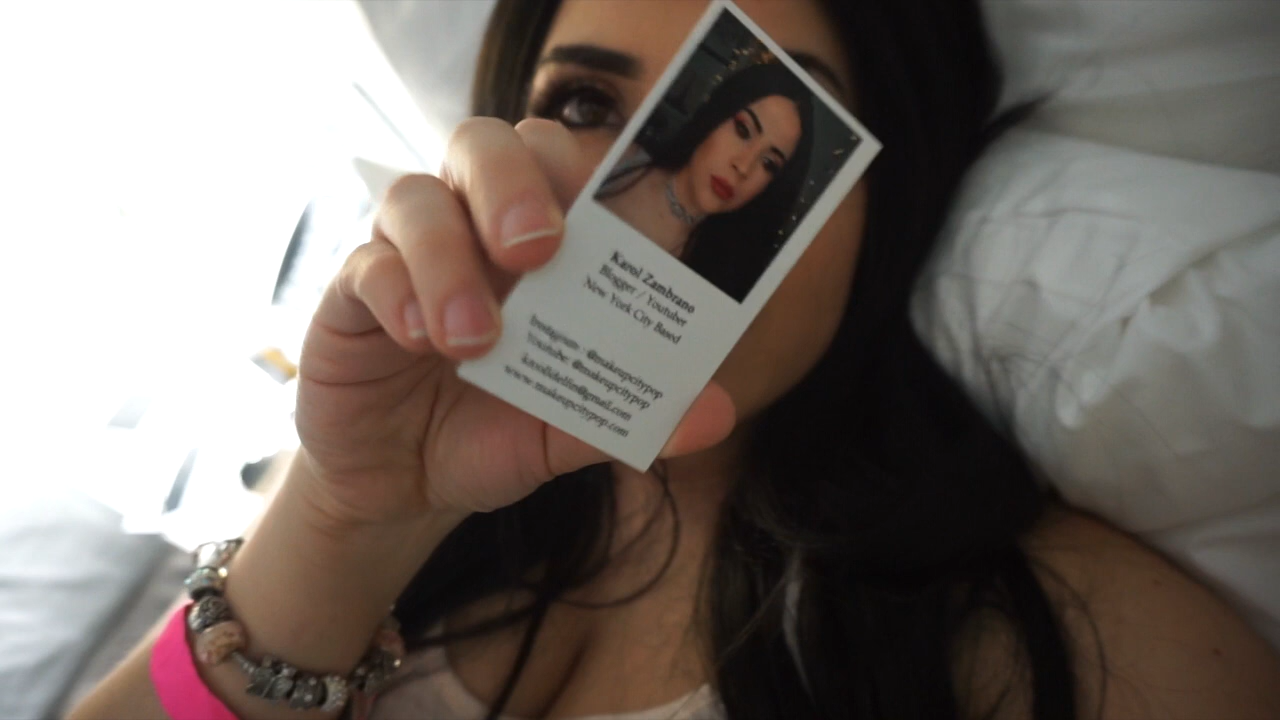 Karol Zambrano
Blogger / Youtuber
New York City Based
Instagram : @makeupcitypop
Youtube: @makeupcitypop
www.makeupcitypop.com